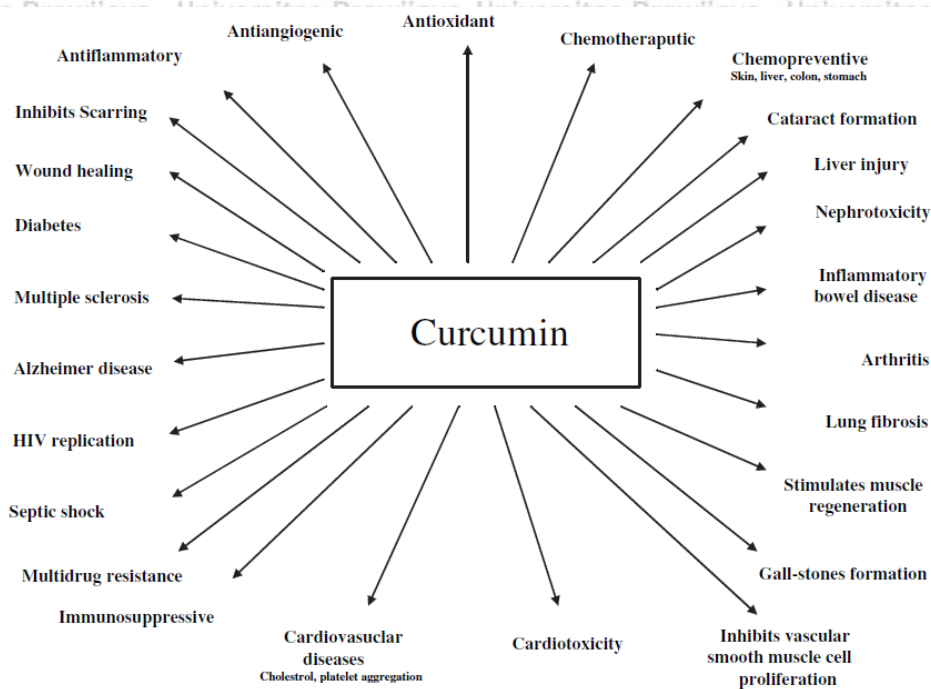 Antioxidant
Antiangiogenic
Chemotheraputic
Antiflammatory
Chemopreventive
Skin, liver, colon, stomach
Inhibits Scarring
Cataract formation
Wound healing
Liver injury
Diabetes
Nephrotoxicity
Multiple sclerosis
Inflammatory
bowel disease
Curcumin
Alzheimer disease
Arthritis
HIV replication
Lung fibrosis
Septic shock
Stimulates muscle
regeneration
Multidrug resistance
Gall-stones formation
Immunosuppressive
Cardiovasuclar
diseases
Cholestrol, platelet aggregation
Cardiotoxicity
Inhibits vascular
smooth muscle cell
proliferation